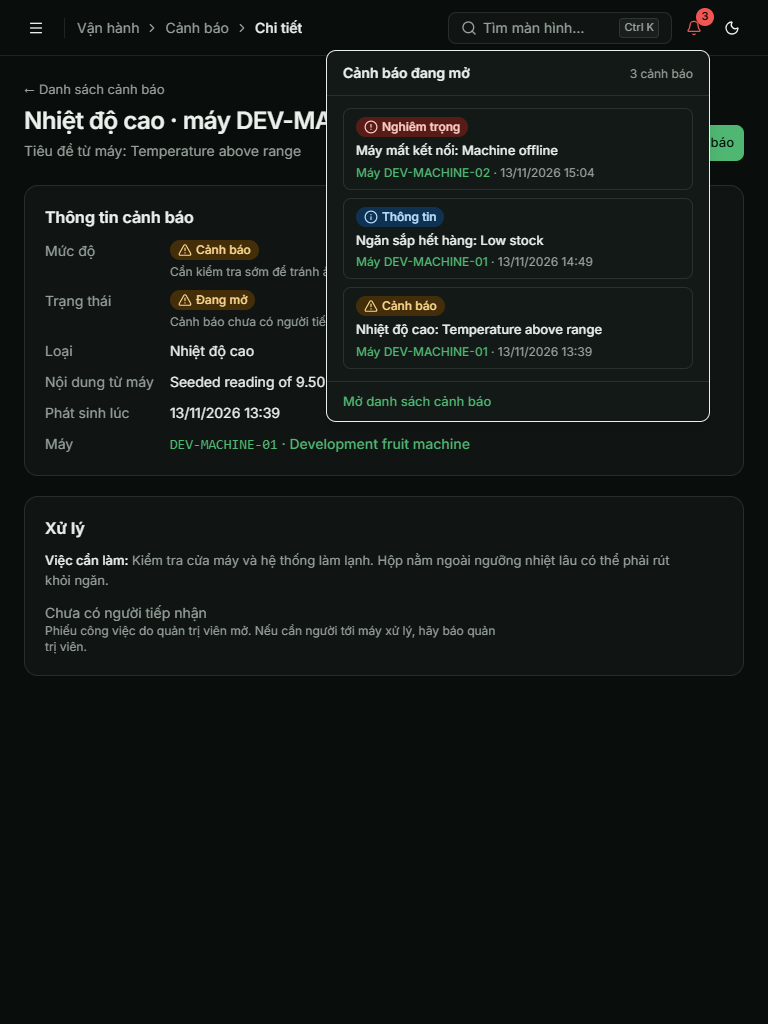 Vận hành > Cảnh báo > Chi tiết
Tìm màn hình...
Ctrl K
3
← Danh sách cảnh báo
Nhiệt độ cao · máy DEV-MA
Tiêu đề từ máy: Temperature above range
báo
Cảnh báo đang mở
3 cảnh báo
Nghiêm trọng
Máy mất kết nối: Machine offline
Máy DEV-MACHINE-02 · 13/11/2026 15:04
Thông tin
Ngăn sắp hết hàng: Low stock
Máy DEV-MACHINE-01 · 13/11/2026 14:49
Cảnh báo
Nhiệt độ cao: Temperature above range
Máy DEV-MACHINE-01 · 13/11/2026 13:39
Mở danh sách cảnh báo
Thông tin cảnh báo
Mức độ
Cảnh báo
Cần kiểm tra sớm để tránh
Trạng thái
Đang mở
Cảnh báo chưa có người
Loại
Nhiệt độ cao
Nội dung từ máy
Seeded reading of 9.50
Phát sinh lúc
13/11/2026 13:39
Máy
DEV-MACHINE-01 · Development fruit machine
Xử lý
Việc cần làm: Kiểm tra cửa máy và hệ thống làm lạnh. Hộp nằm ngoài ngưỡng nhiệt lâu có thể phải rút
khỏi ngăn.
Chưa có người tiếp nhận
Phiếu công việc do quản trị viên mở. Nếu cần người tới máy xử lý, hãy báo quản
trị viên.